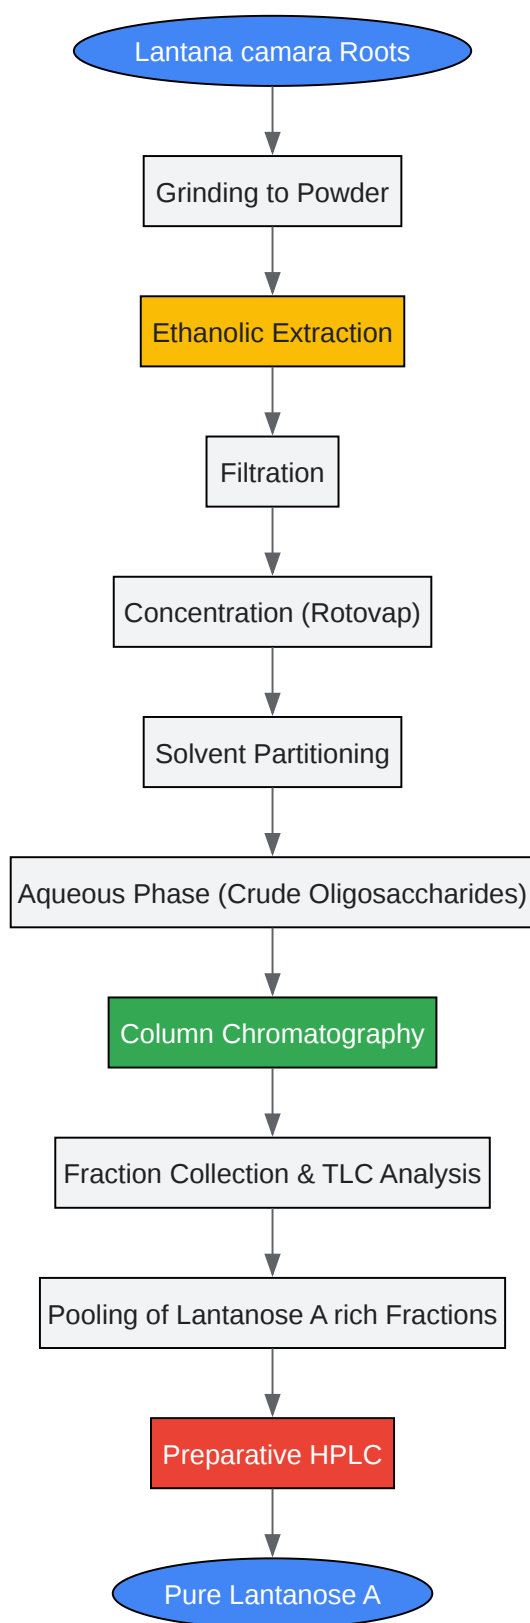 Lantana camara Roots
Grinding to Powder
Ethanolic Extraction
Filtration
Concentration (Rotovap)
Solvent Partitioning
Aqueous Phase (Crude Oligosaccharides)
Column Chromatography
Fraction Collection & TLC Analysis
Pooling of Lantanose A rich Fractions
Preparative HPLC
Pure Lantanose A